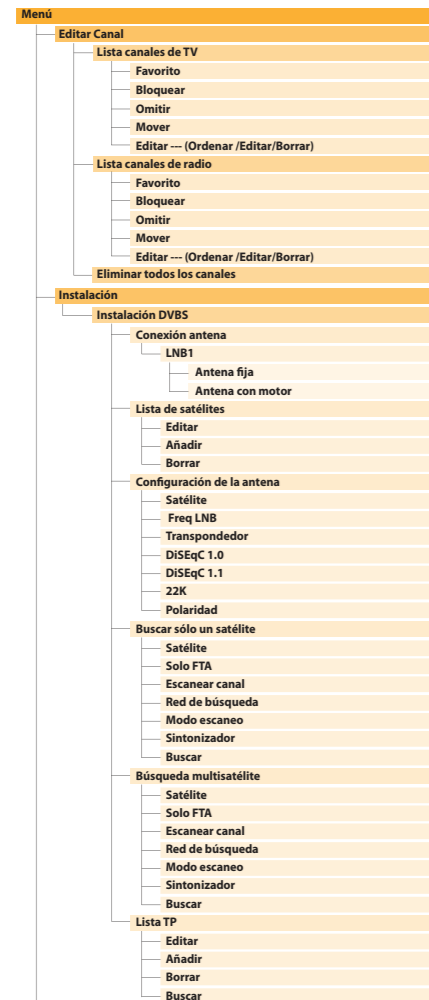 Menú
Editar Canal
Lista canales de TV
Favorito
Bloquear
Omitir
Mover
Editar --- (Ordenar /Editar/Borrar)
Lista canales de radio
Favorito
Bloquear
Omitir
Mover
Editar --- (Ordenar /Editar/Borrar)
Eliminar todos los canales
Instalación
Instalación DVBS
Conexión antena
LNB1
Antena fija
Antena con motor
Lista de satélites
Editar
Añadir
Borrar
Configuración de la antena
Satélite
Freq LNB
Transpondedor
DiSEqC 1.0
DiSEqC 1.1
22K
Polaridad
Buscar sólo un satélite
Satélite
Solo FTA
Escanear canal
Red de búsqueda
Modo escaneo
Sintonizador
Buscar
Búsqueda multisatélite
Satélite
Solo FTA
Escanear canal
Red de búsqueda
Modo escaneo
Sintonizador
Buscar
Lista TP
Editar
Añadir
Borrar
Buscar